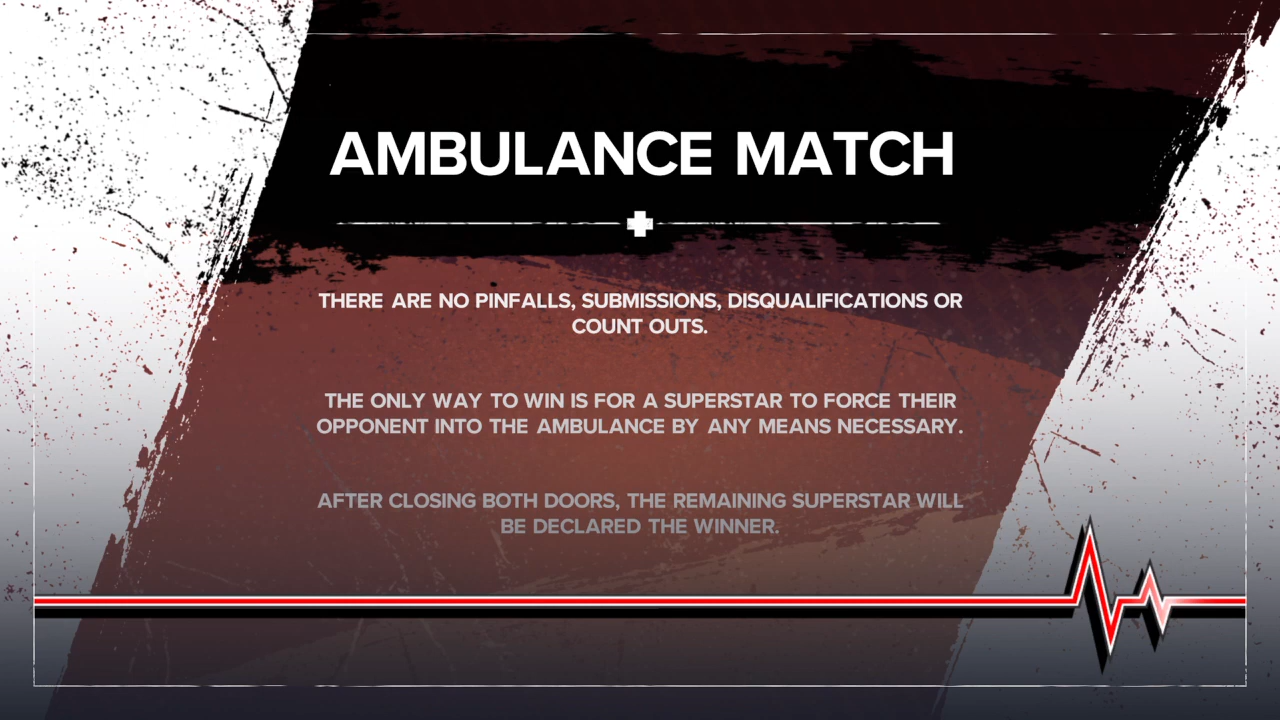 AMBULANCE MATCH
THERE ARE NO PINFALLS, SUBMISSIONS, DISQUALIFICATIONS OR
COUNT OUTS.
THE ONLY WAY TO WIN IS FOR A SUPERSTAR TO FORCE THEIR
OPPONENT INTO THE AMBULANCE BY ANY MEANS NECESSARY.
AFTER CLOSING BOTH DOORS, THE REMAINING SUPERSTAR WILL
BE DECLARED THE WINNER.